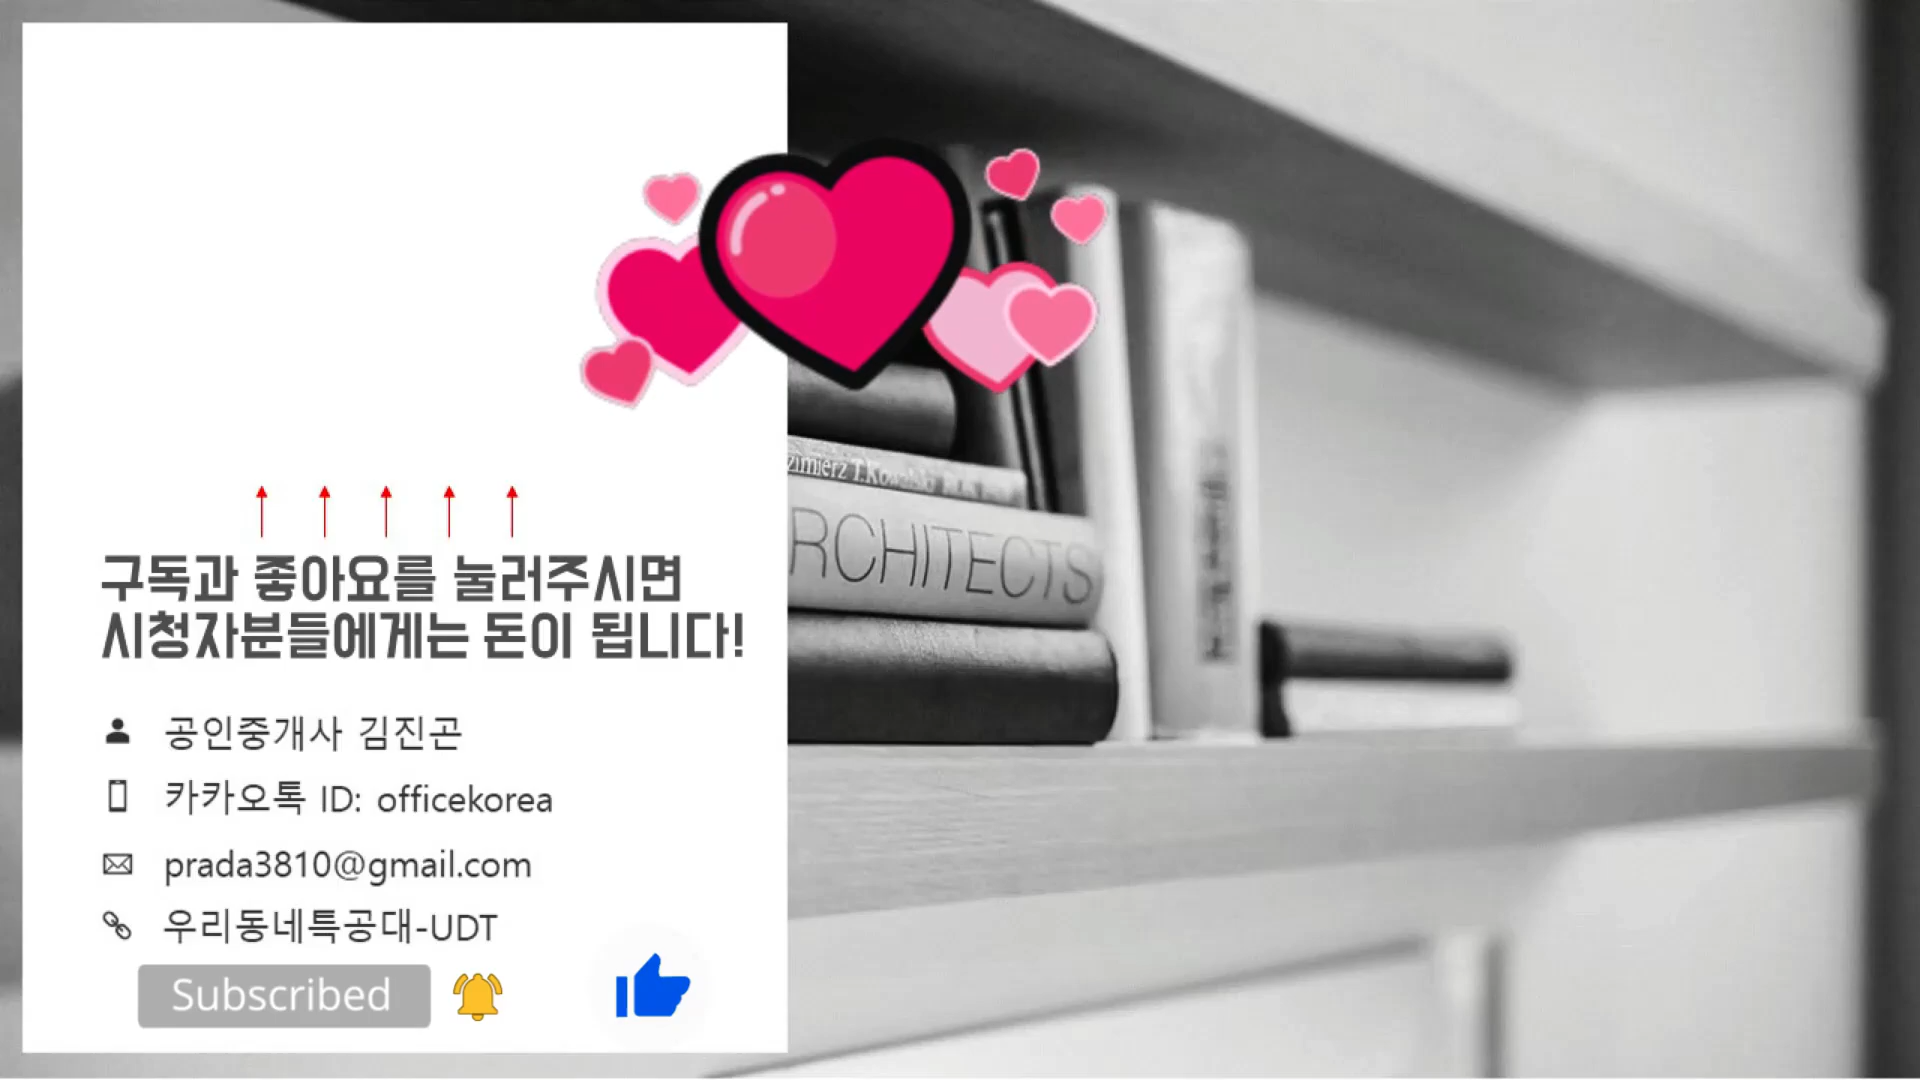 구독과 좋아요를 눌러주시면
시청자분들에게는 돈이 됩니다!
공인중개사 김진곤
카카오톡 ID: officekorea
prada3810@gmail.com
우리동네특공대-UDT
Subscribed
zimierz T.Kowalski
RCHITECTS